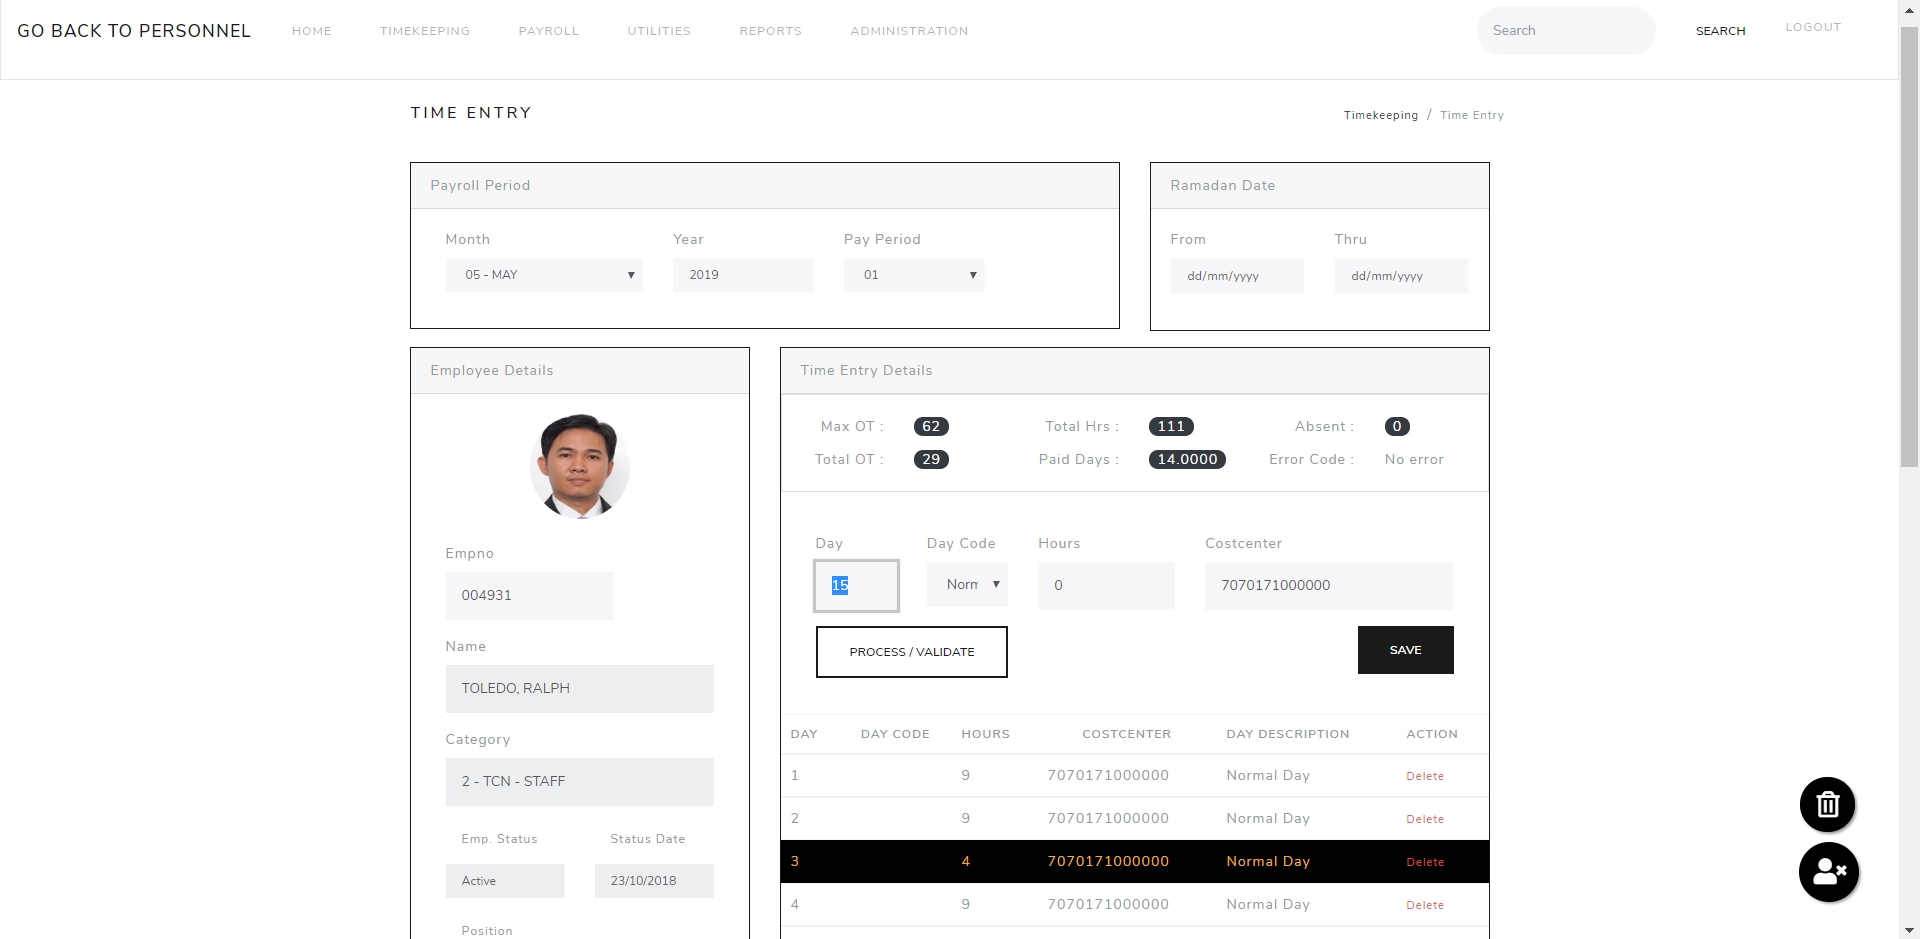 GO BACK TO PERSONNEL HOME TIMEKEEPING PAYROLL UTILITIES REPORTS ADMINISTRATION Search SEARCH LOGOUT
TIME ENTRY
Timekeeping / Time Entry
Payroll Period
Month Year Pay Period
05 - MAY 2019 01
Ramadan Date
From Thru
dd/mm/yyyy dd/mm/yyyy
Employee Details
Empno
004931
Name
TOLEDO, RALPH
Category
2 - TCN - STAFF
Emp. Status Status Date
Active 23/10/2018
Position
Time Entry Details
Max OT : 62 Total Hrs : 111 Absent : 0
Total OT : 29 Paid Days : 14.0000 Error Code : No error
Day Day Code Hours Costcenter
15 Norm 0 7070171000000
PROCESS / VALIDATE SAVE
DAY DAY CODE HOURS COSTCENTER DAY DESCRIPTION ACTION
1 9 7070171000000 Normal Day Delete
2 9 7070171000000 Normal Day Delete
3 4 7070171000000 Normal Day Delete
4 9 7070171000000 Normal Day Delete